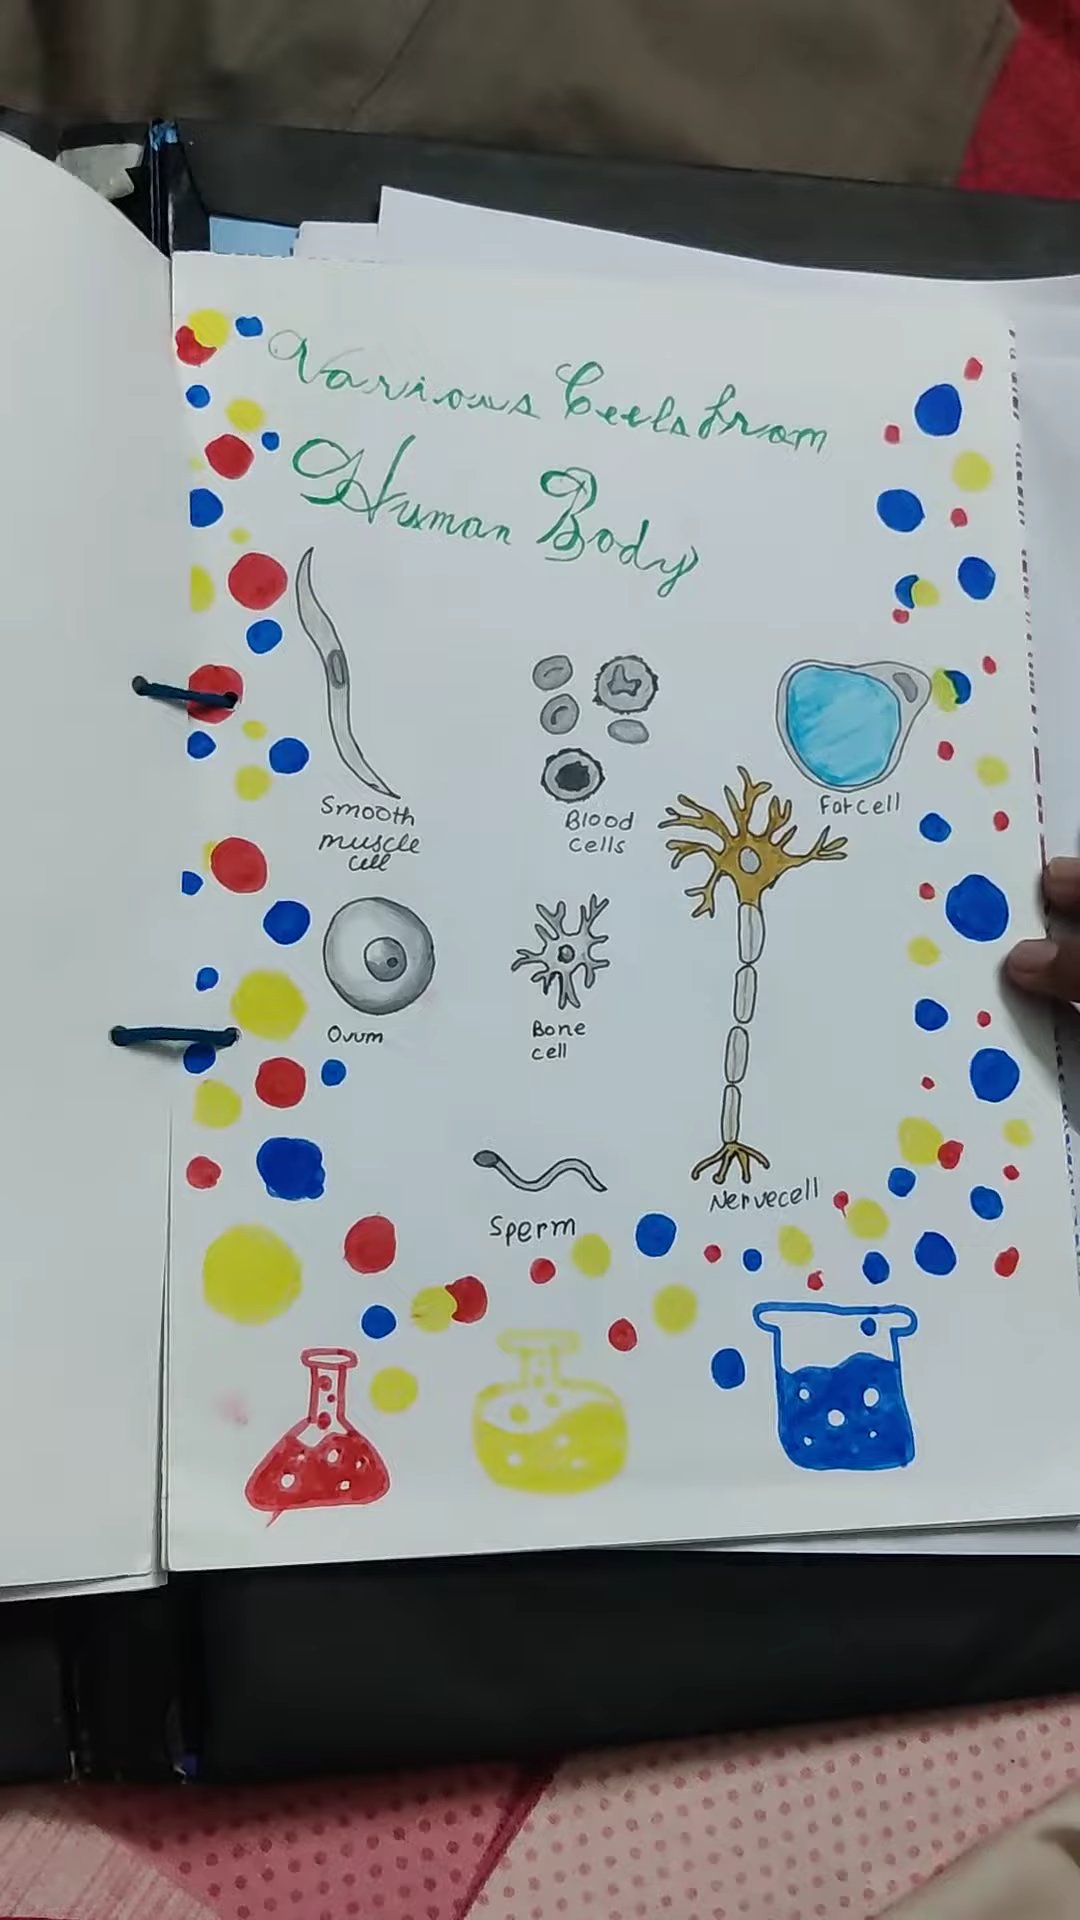 Various Cells from
Human Body
Smooth
muscle
cell
Blood
cells
Fat cell
Ovum
Bone
cell
Sperm
Nerve cell